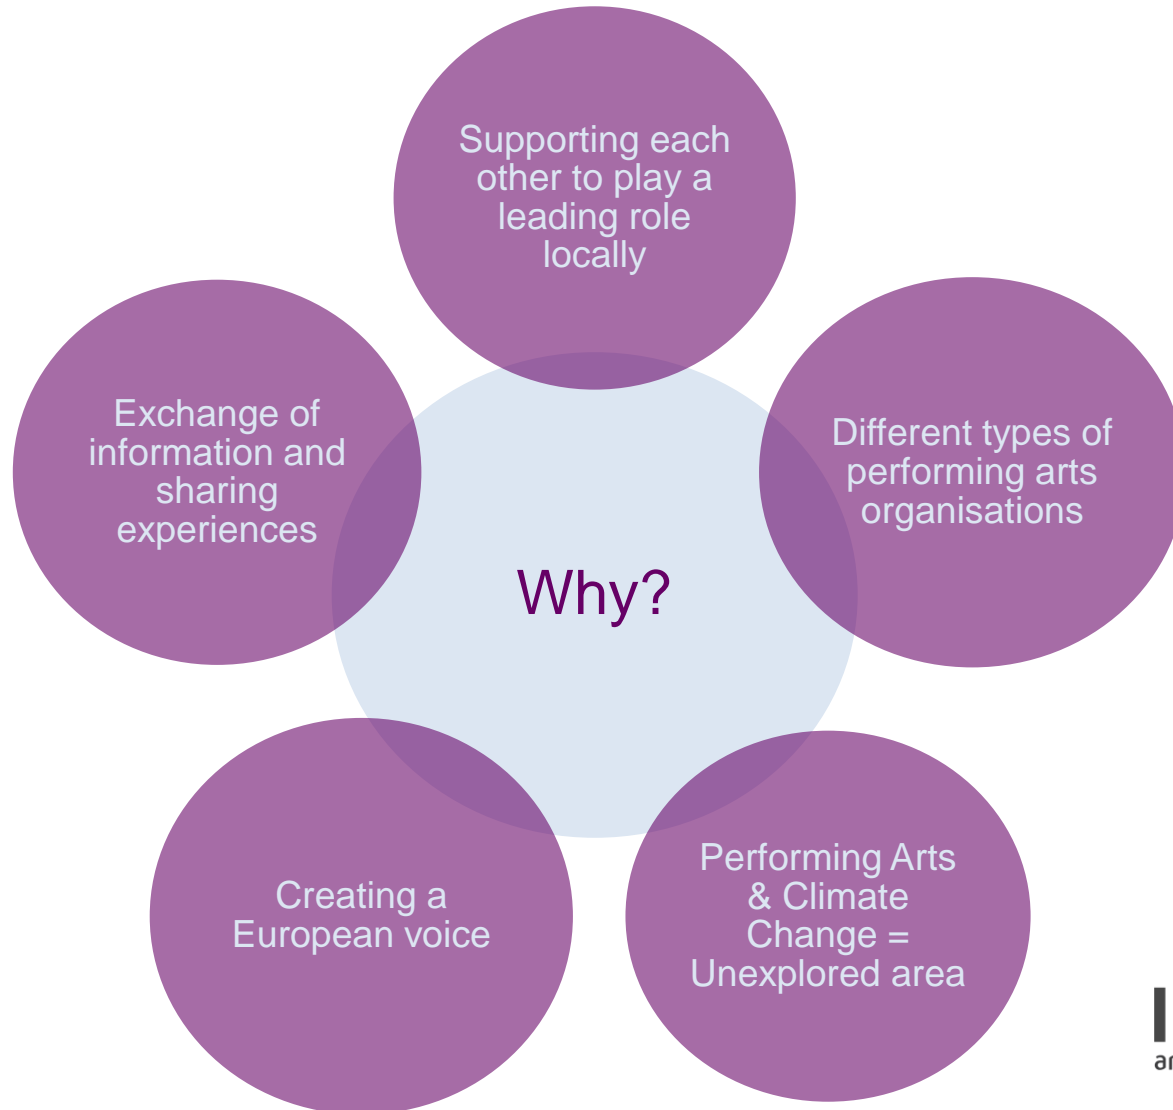 Supporting each
other to play a
leading role
locally
Exchange of
information and
sharing
experiences
Different types of
performing arts
organisations
Why?
Creating a
European voice
Performing Arts
& Climate
Change =
Unexplored area